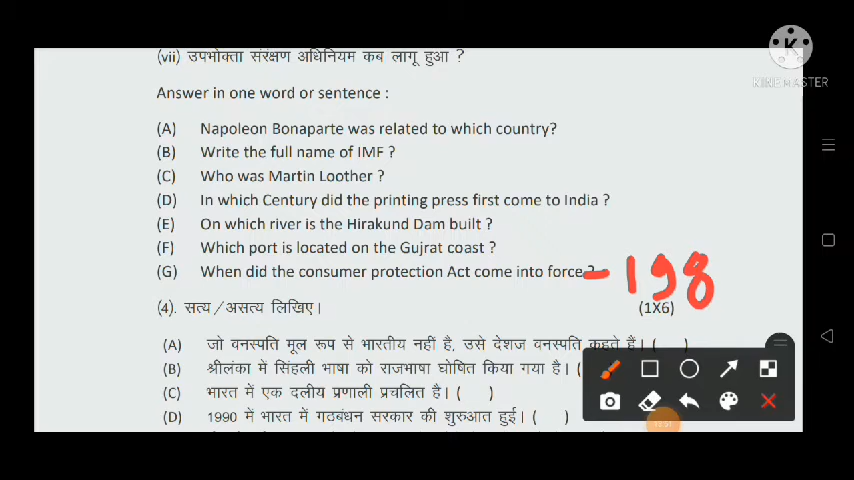 (vii) उपभोक्ता संरक्षण अधिनियम कब लागू हुआ ?
Answer in one word or sentence :
(A) Napoleon Bonaparte was related to which country?
(B) Write the full name of IMF ?
(C) Who was Martin Loother ?
(D) In which Century did the printing press first come to India ?
(E) On which river is the Hirakund Dam built ?
(F) Which port is located on the Gujrat coast ?
(G) When did the consumer protection Act come into force ? - 198
(4). सत्य/असत्य लिखिए। (1X6)
(A) जो वनस्पति मूल रूप से भारतीय नहीं है, उसे देशज वनस्पति कहते हैं। ( )
(B) श्रीलंका में सिंहली भाषा को राजभाषा घोषित किया गया है। (
(C) भारत में एक दलीय प्रणाली प्रचलित है। ( )
(D) 1990 में भारत में गठबंधन सरकार की शुरुआत हुई। ( )
K
KINEMASTER